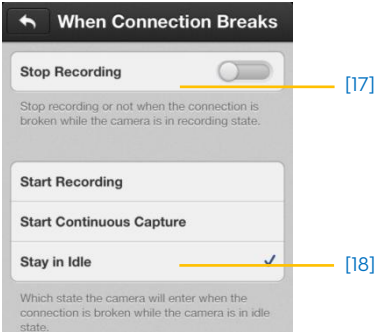 When Connection Breaks
Stop Recording
[17]
Stop recording or not when the connection is
broken while the camera is in recording state.
Start Recording
Start Continuous Capture
Stay in Idle
[18]
Which state the camera will enter when the
connection is broken while the camera is in idle
state.